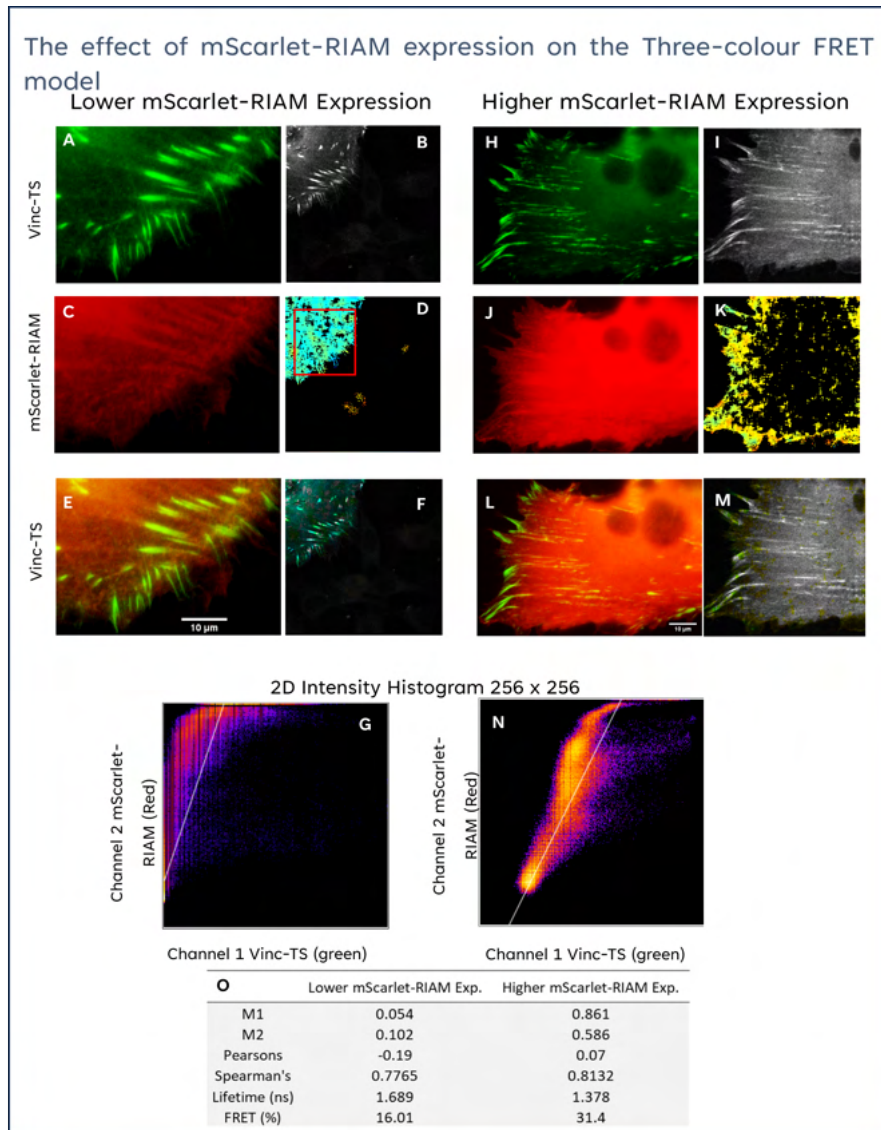 The effect of mScarlet-RIAM expression on the Three-colour FRET
model
Lower mScarlet-RIAM Expression
Higher mScarlet-RIAM Expression
Vinc-TS
A
B
H
I
mScarlet-RIAM
C
D
J
K
Vinc-TS
E
F
L
M
10 μm
10 μm
2D Intensity Histogram 256 x 256
Channel 2 mScarlet-
RIAM (Red)
G
Channel 2 mScarlet-
RIAM (Red)
N
Channel 1 Vinc-TS (green)
Channel 1 Vinc-TS (green)
O Lower mScarlet-RIAM Exp. Higher mScarlet-RIAM Exp.
M1 0.054 0.861
M2 0.102 0.586
Pearsons -0.19 0.07
Spearman's 0.7765 0.8132
Lifetime (ns) 1.689 1.378
FRET (%) 16.01 31.4